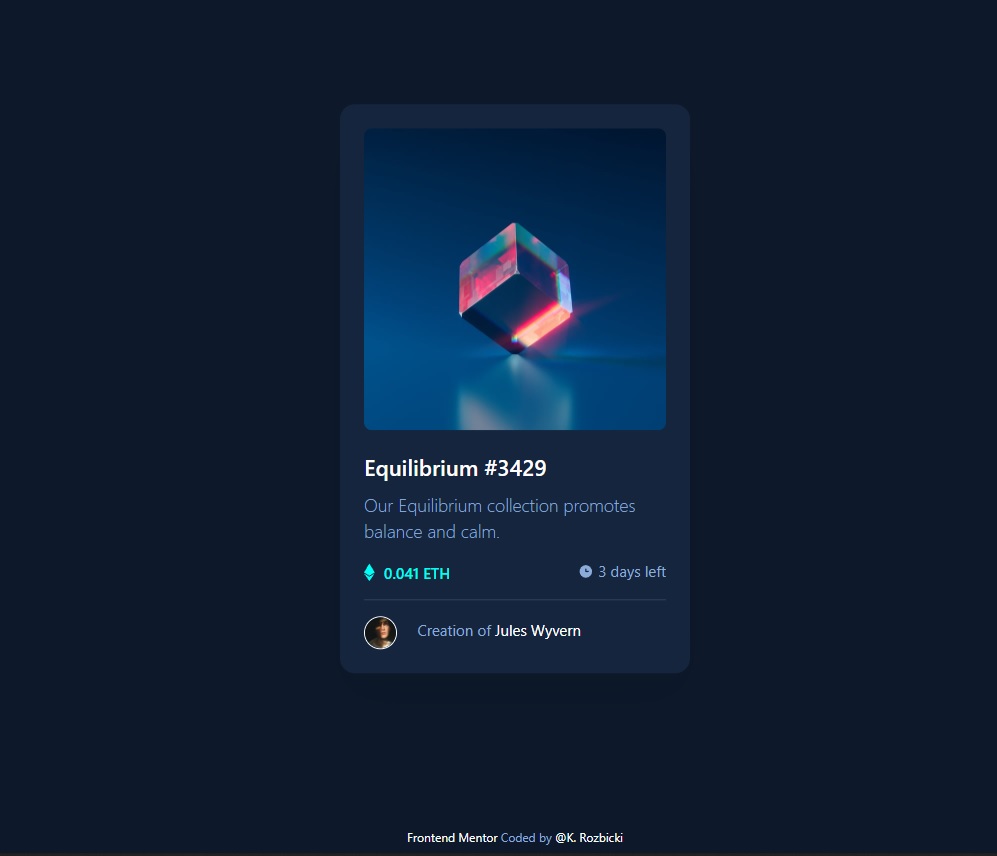 Equilibrium #3429
Our Equilibrium collection promotes
balance and calm.
0.041 ETH 3 days left
Creation of Jules Wyvern
Frontend Mentor Coded by @K. Rozbicki